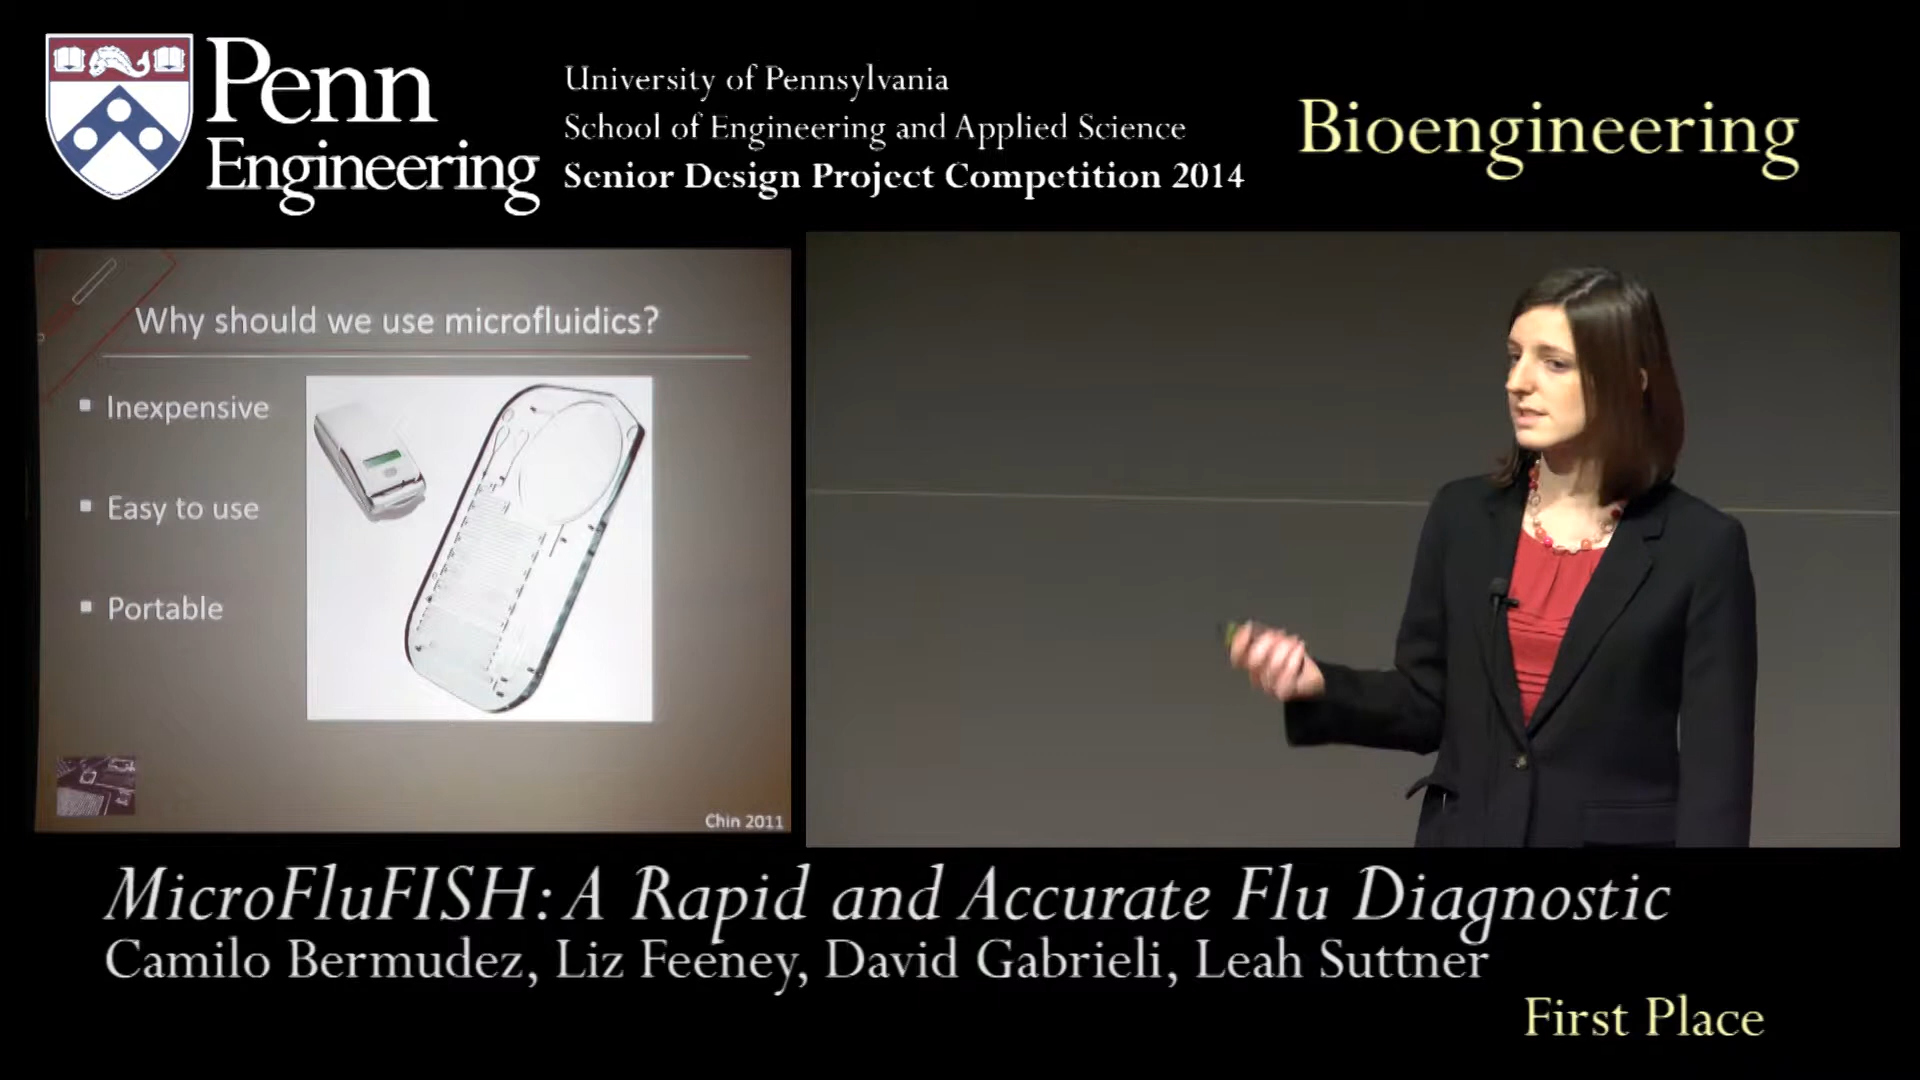 Penn
Engineering
University of Pennsylvania
School of Engineering and Applied Science
Senior Design Project Competition 2014
Bioengineering
Why should we use microfluidics?
▪ Inexpensive
▪ Easy to use
▪ Portable
Chin 2011
MicroFluFISH: A Rapid and Accurate Flu Diagnostic
Camilo Bermudez, Liz Feeney, David Gabrieli, Leah Suttner
First Place